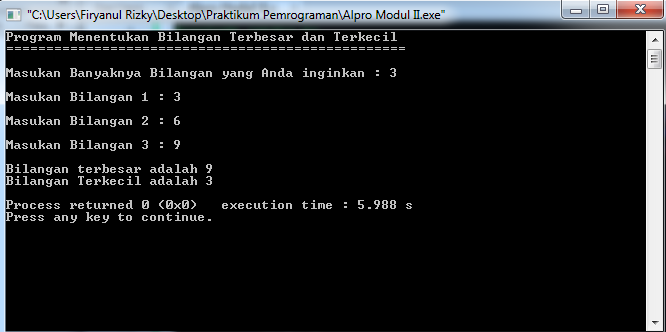 "C:\Users\Firyanul Rizky\Desktop\Praktikum Pemrograman\Alpro Modul II.exe"
Program Menentukan Bilangan Terbesar dan Terkecil
==================================================
Masukan Banyaknya Bilangan yang Anda inginkan : 3
Masukan Bilangan 1 : 3
Masukan Bilangan 2 : 6
Masukan Bilangan 3 : 9
Bilangan terbesar adalah 9
Bilangan Terkecil adalah 3
Process returned 0 (0x0)   execution time : 5.988 s
Press any key to continue.